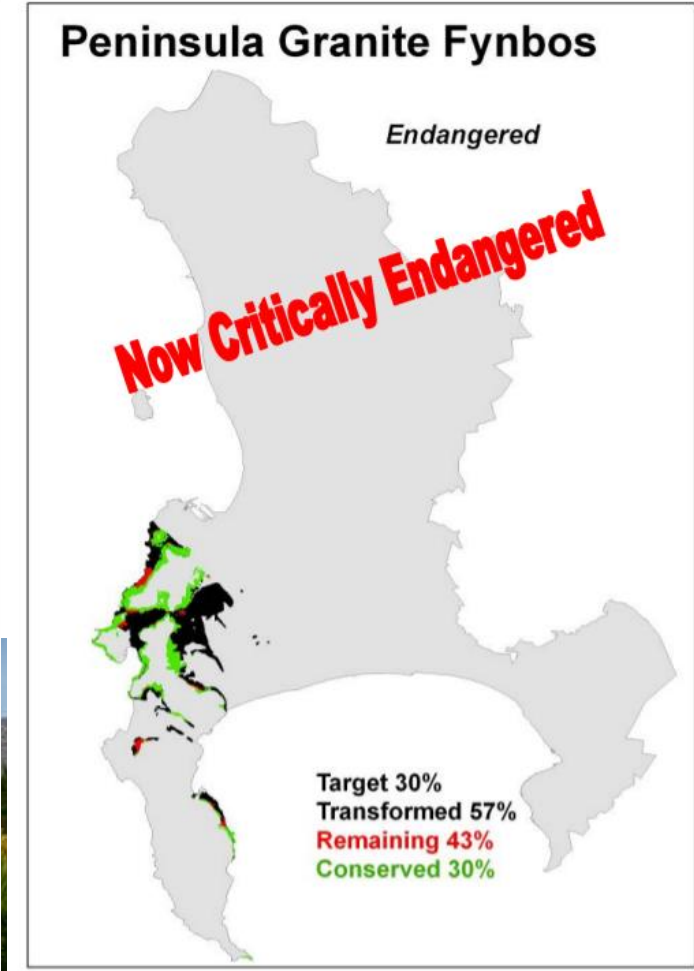 Peninsula Granite Fynbos
Endangered
Now Critically Endangered
Target 30%
Transformed 57%
Remaining 43%
Conserved 30%